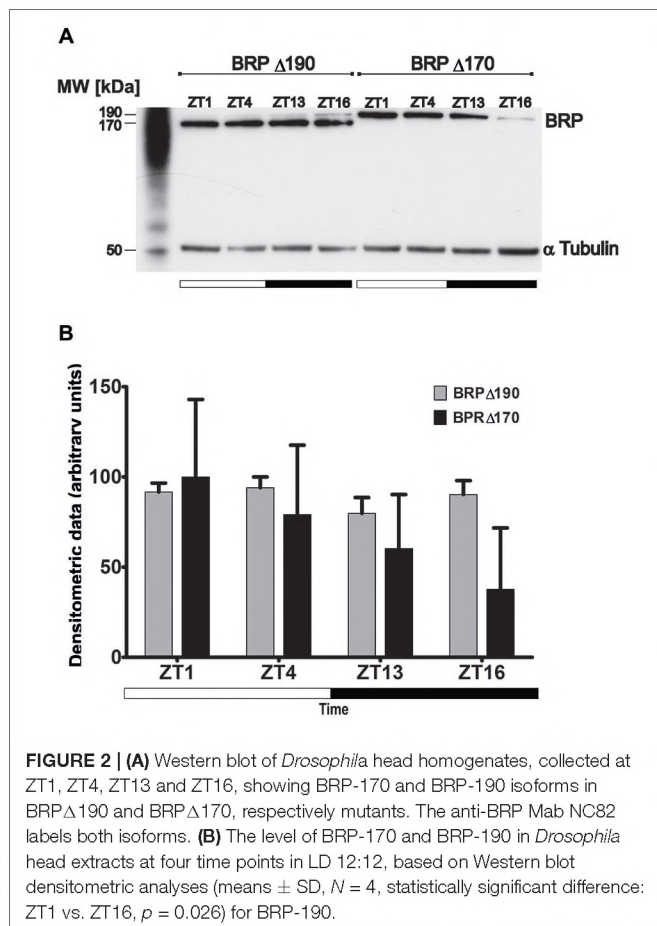 A
BRP Δ190
BRP Δ170
MW [kDa]
ZT1 ZT4 ZT13 ZT16 ZT1 ZT4 ZT13 ZT16
190
170
BRP
50
α Tubulin
B
Densitometric data (arbitrary units)
150
100
50
0
BRPΔ190
BPRΔ170
ZT1 ZT4 ZT13 ZT16
Time
FIGURE 2 | (A) Western blot of Drosophila head homogenates, collected at
ZT1, ZT4, ZT13 and ZT16, showing BRP-170 and BRP-190 isoforms in
BRPΔ190 and BRPΔ170, respectively mutants. The anti-BRP Mab NC82
labels both isoforms. (B) The level of BRP-170 and BRP-190 in Drosophila
head extracts at four time points in LD 12:12, based on Western blot
densitometric analyses (means ± SD, N = 4, statistically significant difference:
ZT1 vs. ZT16, p = 0.026) for BRP-190.